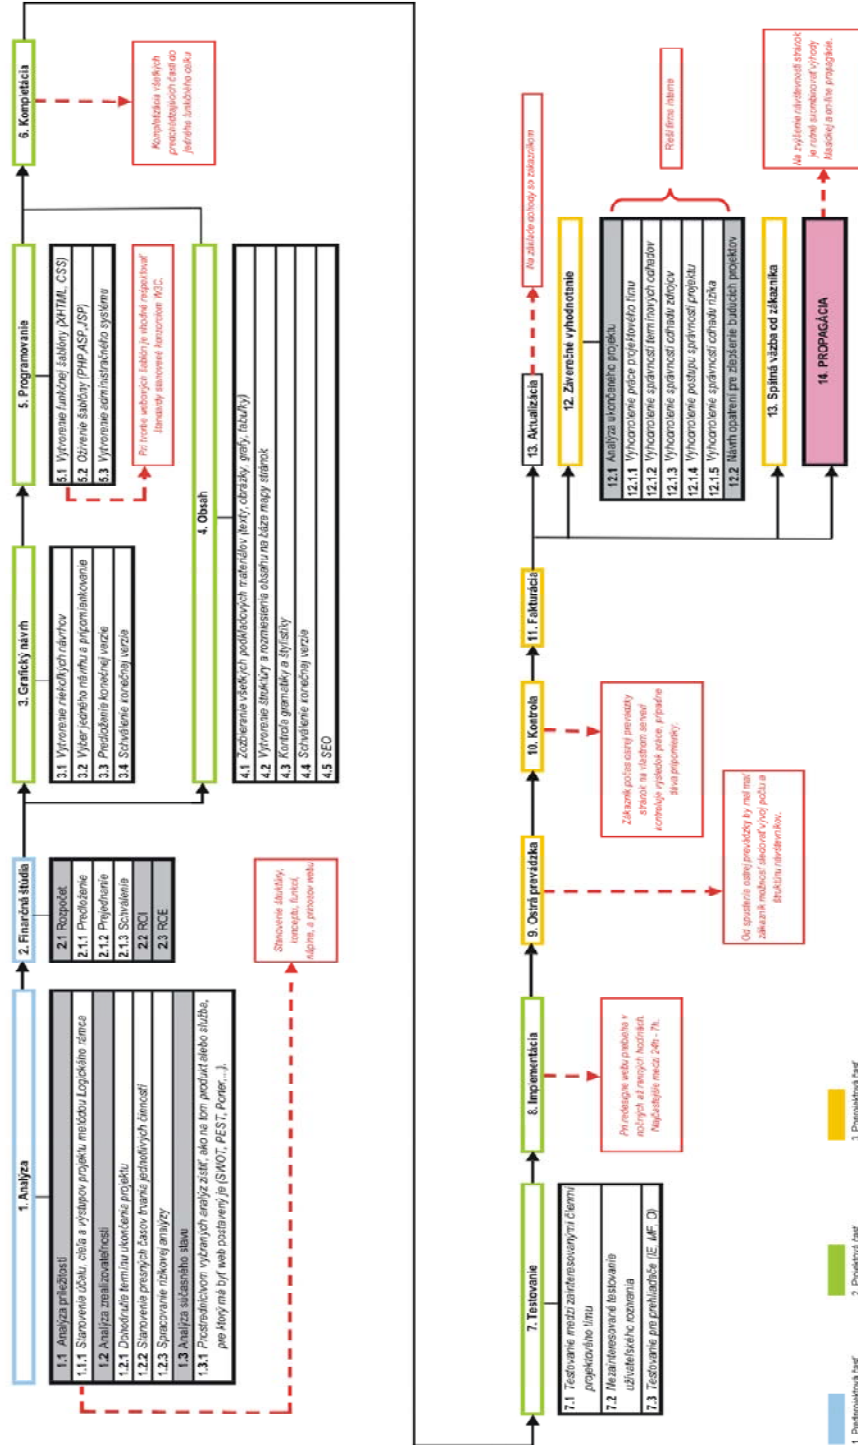 1. Analýza
1.1 Analýza príležitostí
1.1.1 Stanovenie účelu, cieľa a výstupov projektu metódou Logického rámca
1.2 Analýza zrealizovateľnosti
1.2.1 Dohodnutie termínu ukončenia projektu
1.2.2 Stanovenie presných časov trvania jednotlivých činností
1.2.3 Spracovanie rizikovej analýzy
1.3 Analýza súčasného stavu
1.3.1 Prostredníctvom vybraných analýz zistiť, ako na tom produkt alebo služba,
pre ktorý má byť web postavený je (SWOT, PEST, Porter,...).
Stanovenie štruktúry,
konceptu, funkcí,
náplne, a prínosov webu
2. Finančná štúdia
2.1 Rozpočet
2.1.1 Predloženie
2.1.2 Prejednanie
2.1.3 Schválenie
2.2 RCI
2.3 RCE
3. Grafický návrh
3.1 Vytvorenie niekoľkých návrhov
3.2 Výber jedného návrhu a pripomienkovanie
3.3 Predloženie konečnej verzie
3.4 Schválenie konečnej verzie
4. Obsah
4.1 Zozbieranie všetkých podkladových materiálov (texty, obrázky, grafy, tabuľky)
4.2 Vytvorenie štruktúry a rozmiestenia obsahu na báze mapy stránok
4.3 Kontrola gramatiky a štylistiky
4.4 Schválenie konečnej verzie
4.5 SEO
5. Programovanie
5.1 Vytvorenie funkčnej šablóny (XHTML, CSS)
5.2 Oživenie šablóny (PHP, ASP, JSP)
5.3 Vytvorenie administračného systému
Pri tvorbe webových šablón je vhodné rešpektovať
štandardy stanovené konzorciom W3C.
6. Kompletácia
Kompletizácia všetkých
predchádzajúcich častí do
jedného funkčného celku
7. Testovanie
7.1 Testovanie medzi zainteresovanými členmi
projektového tímu
7.2 Nezainteresované testovanie
užívateľského rozhrania
7.3 Testovanie pre prehliadače (IE, MF, O)
8. Implementácia
Pri redesigne webu prebieha v
nočných až ranných hodinách.
Najčastejšie medzi 24h - 7h.
9. Ostrá prevádzka
Od spustenia ostrej prevádzky by mal mať
zákazník možnosť sledovať vývoj počtu a
štruktúru návštevníkov.
10. Kontrola
Zákazník počas ostrej prevádzky
stránok na vlastnom serveri
kontroluje výsledok práce, prípadne
dáva pripomienky.
11. Fakturácia
13. Aktualizácia
Na základe dohody so zákazníkom
12. Záverečné vyhodnotenie
12.1 Analýza ukončeného projektu
12.1.1 Vyhodnotenie práce projektového tímu
12.1.2 Vyhodnotenie správnosti termínových odhadov
12.1.3 Vyhodnotenie správnosti odhadu zdrojov
12.1.4 Vyhodnotenie postupu správnosti projektu
12.1.5 Vyhodnotenie správnosti odhadu rizika
12.2 Návrh opatrení pre zlepšenie budúcich projektov
Rieši firma interne
13. Spätná väzba od zákazníka
14. PROPAGÁCIA
Na zvýšenie návštevnosti stránok
je nutné skombinovať výhody
klasickej a on-line propagácie.
1. Predprojektová časť
2. Projektová časť
3. Poprojektová časť